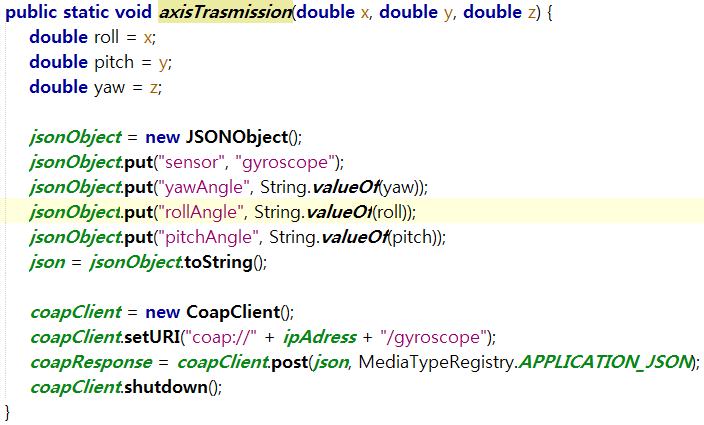 public static void axisTrasmission(double x, double y, double z) {
double roll = x;
double pitch = y;
double yaw = z;
jsonObject = new JSONObject();
jsonObject.put("sensor", "gyroscope");
jsonObject.put("yawAngle", String.valueOf(yaw));
jsonObject.put("rollAngle", String.valueOf(roll));
jsonObject.put("pitchAngle", String.valueOf(pitch));
json = jsonObject.toString();
coapClient = new CoapClient();
coapClient.setURI("coap://" + ipAdress + "/gyroscope");
coapResponse = coapClient.post(json, MediaTypeRegistry.APPLICATION_JSON);
coapClient.shutdown();
}